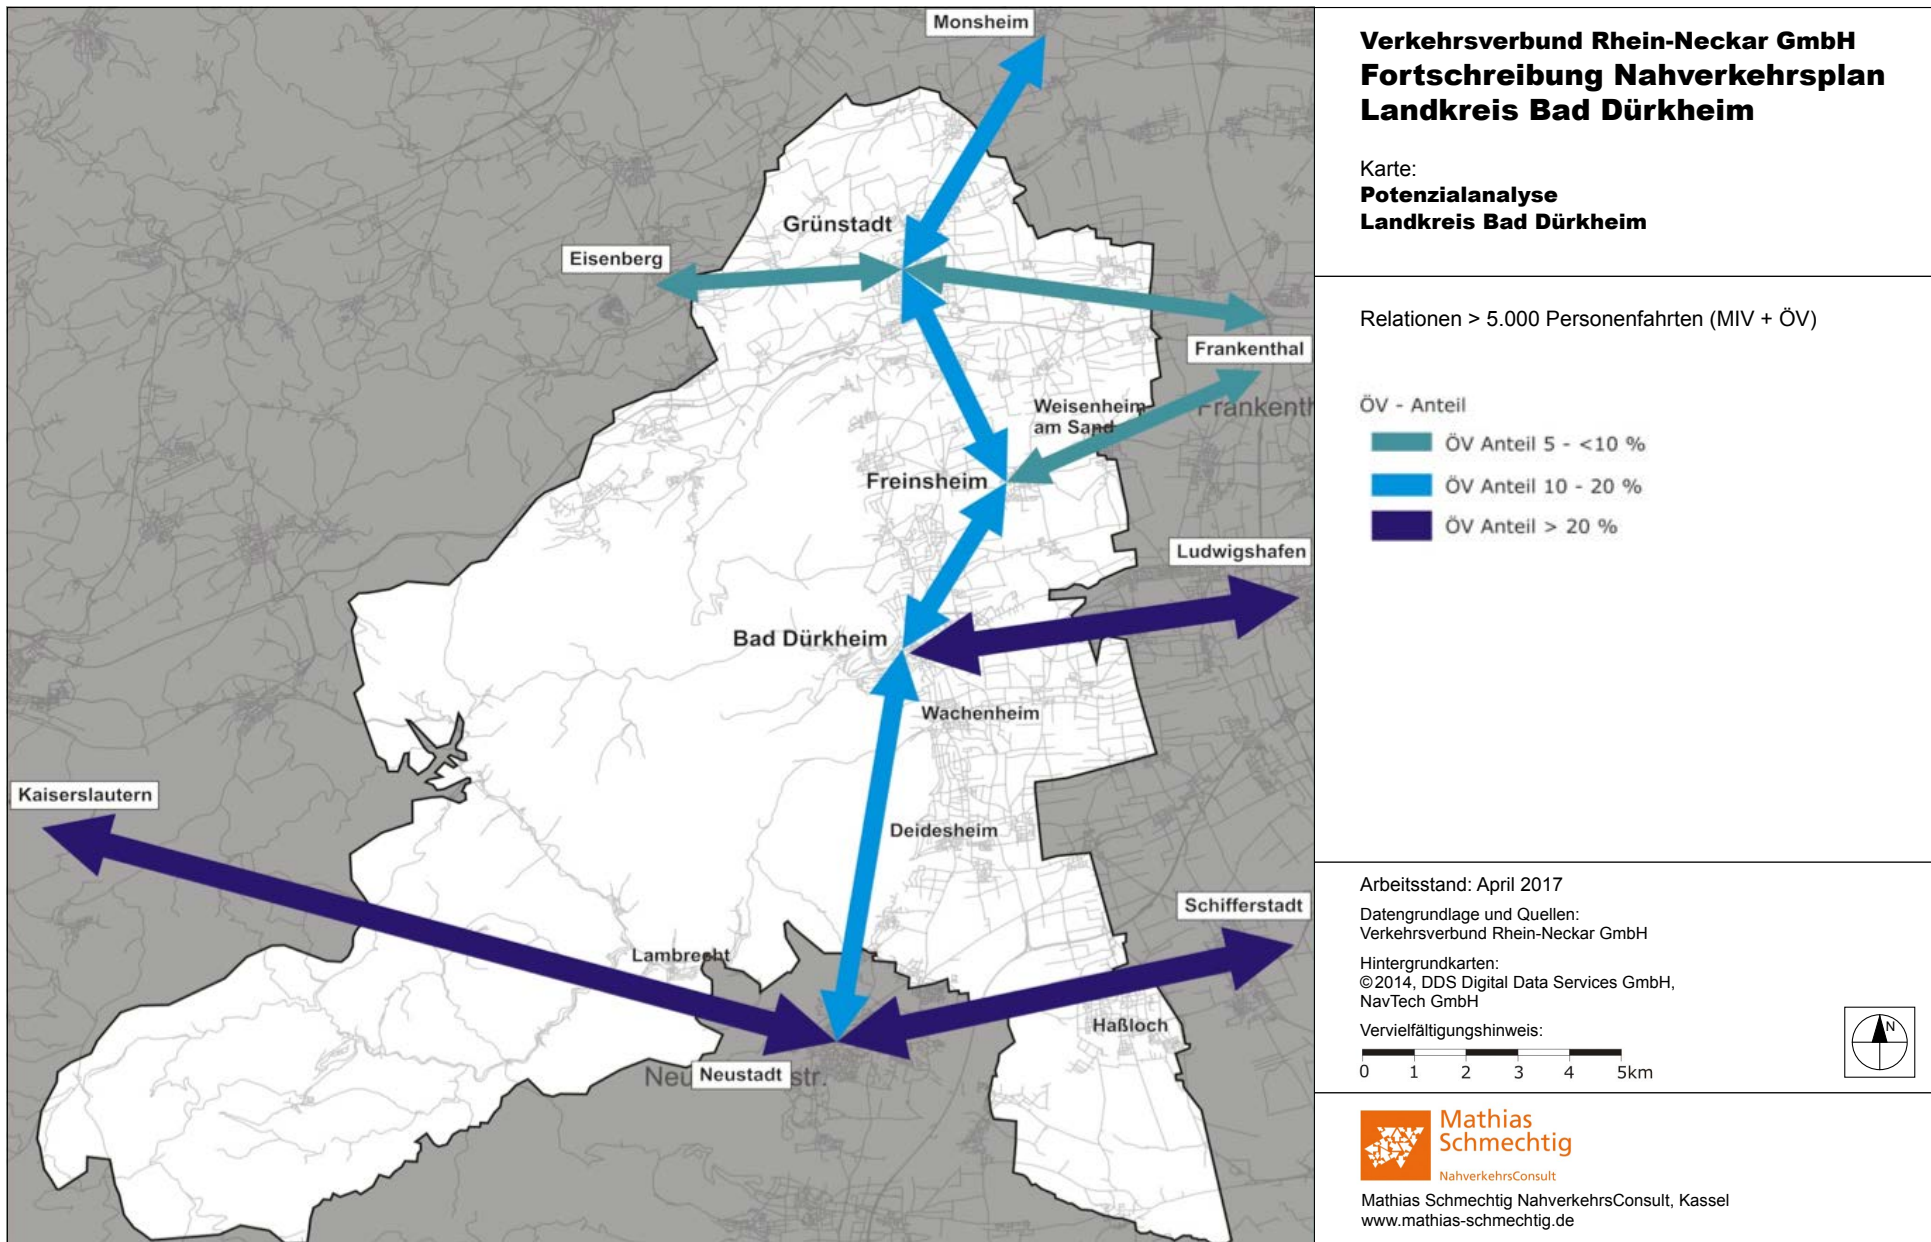 Monsheim
Grünstadt
Eisenberg
Frankenthal
Weisenheim
am Sand
Frankenth
Freinsheim
Ludwigshafen
Bad Dürkheim
Wachenheim
Kaiserslautern
Deidesheim
Schifferstadt
Lambrecht
Haßloch
Neustadt
str.
Verkehrsverbund Rhein-Neckar GmbH
Fortschreibung Nahverkehrsplan
Landkreis Bad Dürkheim
Karte:
Potenzialanalyse
Landkreis Bad Dürkheim
Relationen > 5.000 Personenfahrten (MIV + ÖV)
ÖV - Anteil
ÖV Anteil 5 - <10 %
ÖV Anteil 10 - 20 %
ÖV Anteil > 20 %
Arbeitsstand: April 2017
Datengrundlage und Quellen:
Verkehrsverbund Rhein-Neckar GmbH
Hintergrundkarten:
©2014, DDS Digital Data Services GmbH,
NavTech GmbH
Vervielfältigungshinweis:
0 1 2 3 4 5km
N
Mathias
Schmechtig
NahverkehrsConsult
Mathias Schmechtig NahverkehrsConsult, Kassel
www.mathias-schmechtig.de